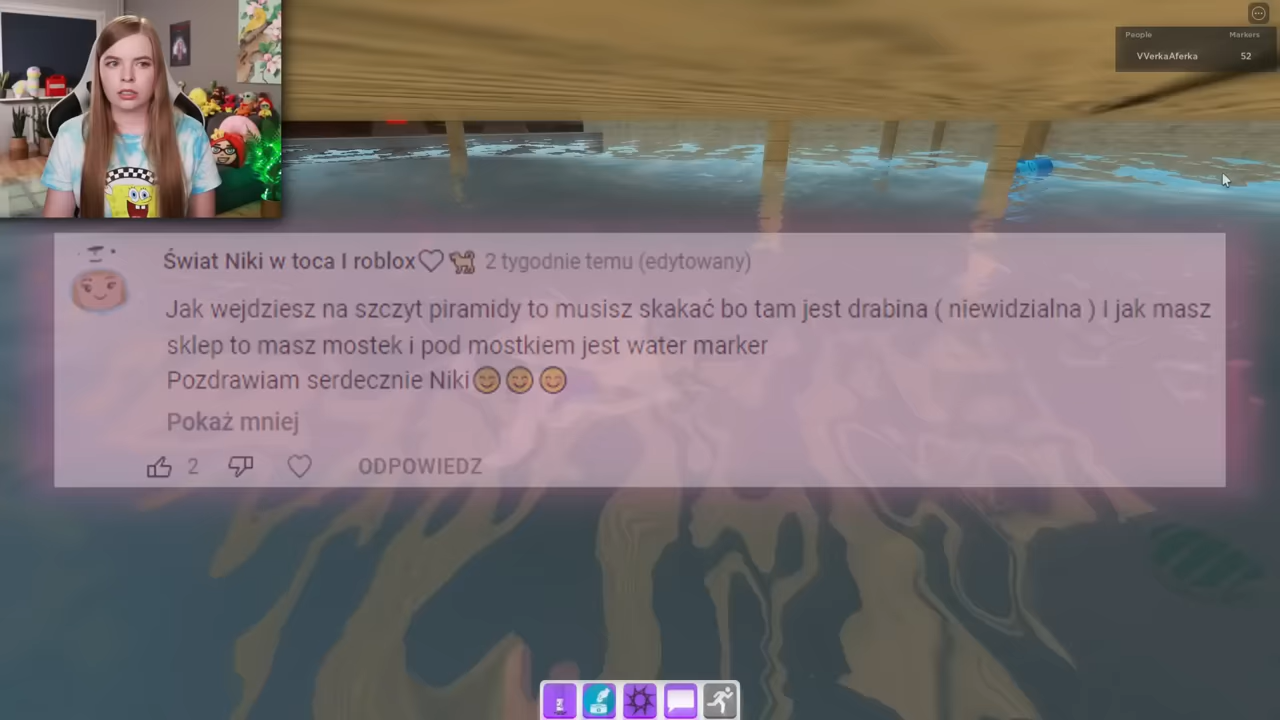 People Markers
VVerkaAferka 52
Świat Niki w toca I roblox♡🐈 2 tygodnie temu (edytowany)
Jak wejdziesz na szczyt piramidy to musisz skakać bo tam jest drabina ( niewidzialna ) I jak masz
sklep to masz mostek i pod mostkiem jest water marker
Pozdrawiam serdecznie Niki😊😊😊
Pokaż mniej
2 ODPOWIEDZ